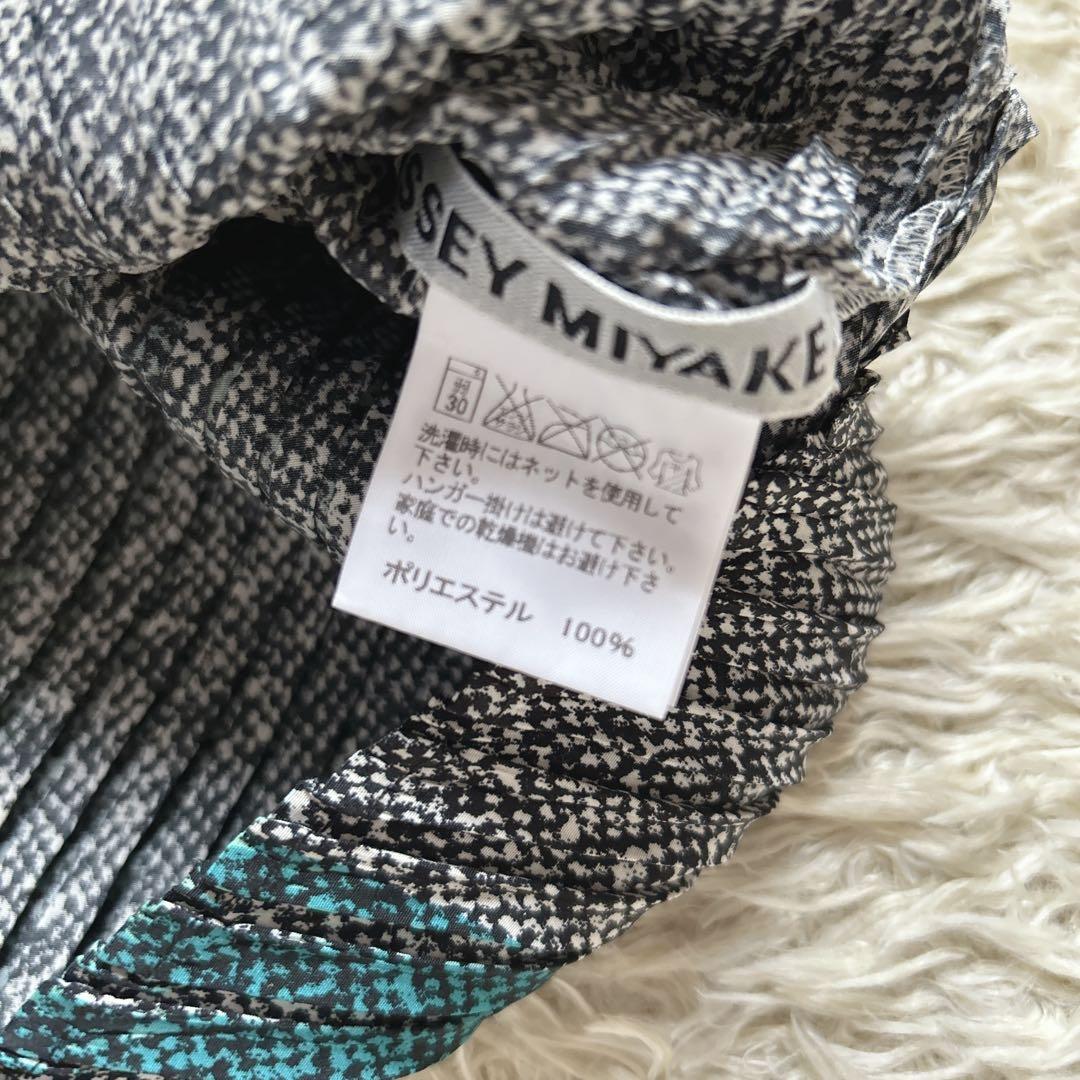 SSEY MIYAKE
弱
30
洗濯時にはネットを使用して
下さい。
ハンガー掛けは避けて下さい。
家庭での乾燥はお避け下さ
い。
ポリエステル 100%